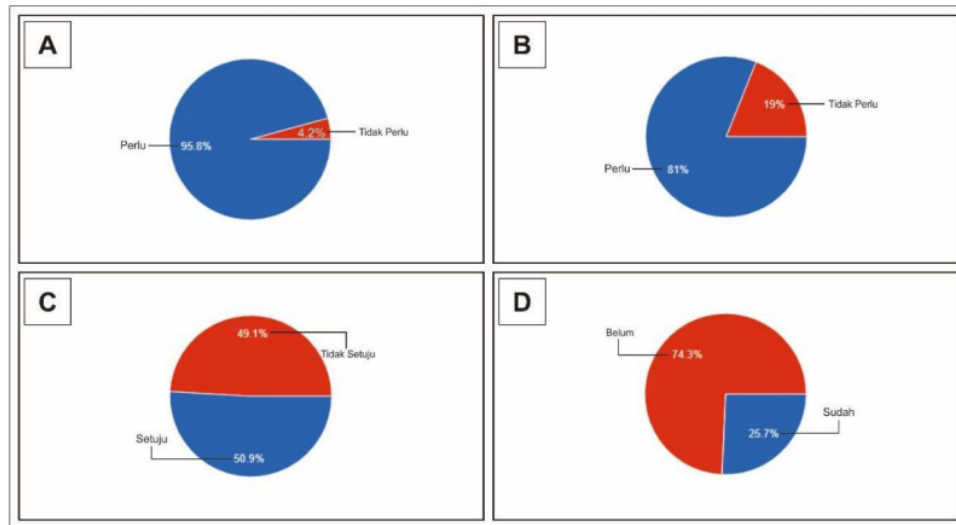 A
Perlu
95.8%
4.2%
Tidak Perlu
B
19%
Tidak Perlu
Perlu
81%
C
49.1%
Tidak Setuju
Setuju
50.9%
D
Belum
74.3%
Sudah
25.7%